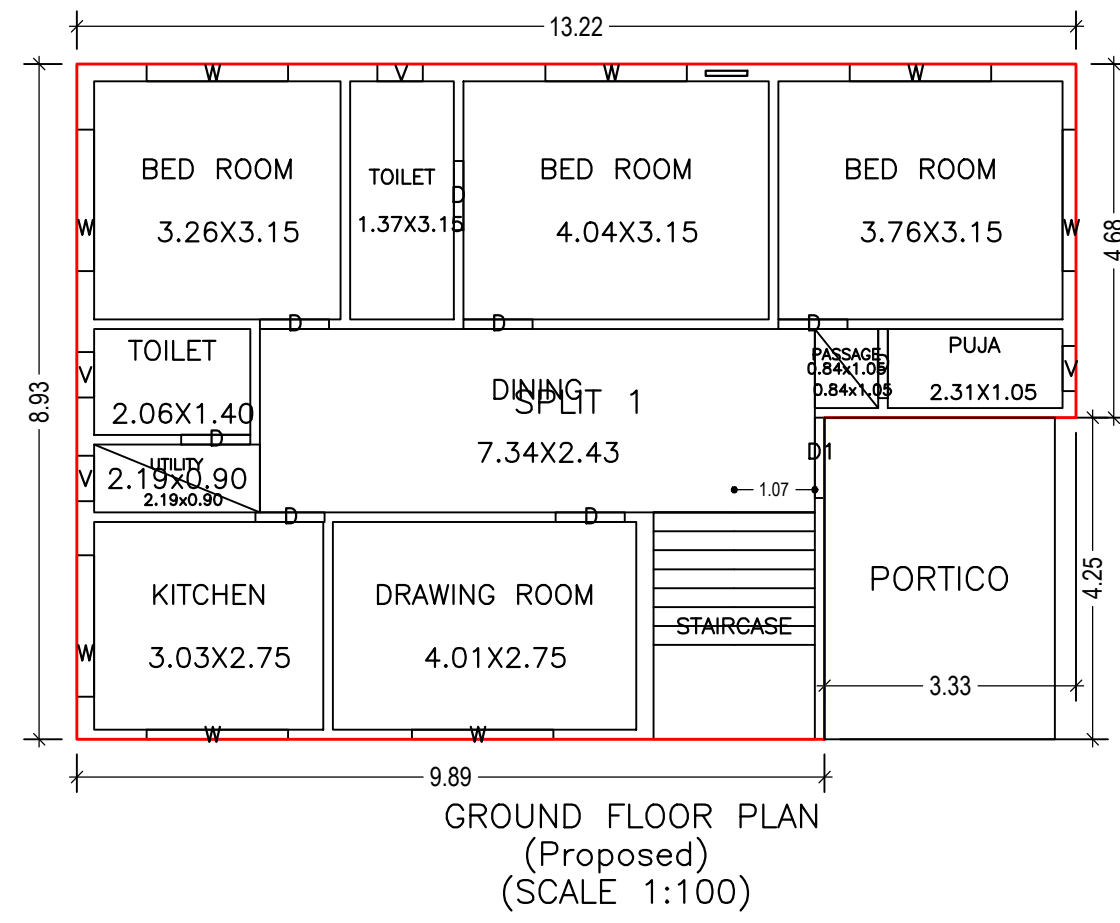 13.22
W
V
W
W
BED ROOM
3.26X3.15
TOILET
1.37X3.15
D
BED ROOM
4.04X3.15
BED ROOM
3.76X3.15
W
W
4.68
8.93
D
D
D
TOILET
2.06X1.40
V
D
DINING
SPLIT 1
7.34X2.43
PASSAGE
0.84x1.05
0.84x1.05
D
PUJA
2.31X1.05
V
UTILITY
2.19x0.90
2.19x0.90
V
D1
1.07
D
D
KITCHEN
3.03X2.75
W
W
DRAWING ROOM
4.01X2.75
W
STAIRCASE
PORTICO
4.25
3.33
9.89
GROUND FLOOR PLAN
(Proposed)
(SCALE 1:100)